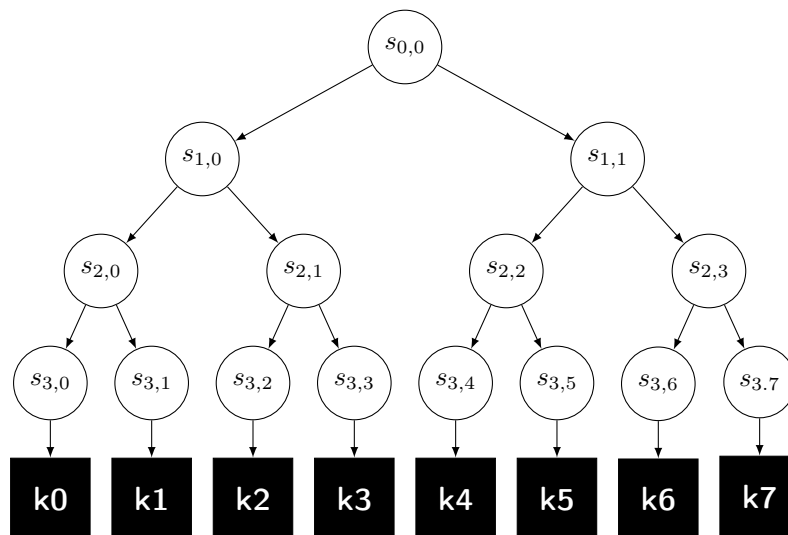 s0,0
s1,0 s1,1
s2,0 s2,1 s2,2 s2,3
s3,0 s3,1 s3,2 s3,3 s3,4 s3,5 s3,6 s3.7
k0 k1 k2 k3 k4 k5 k6 k7